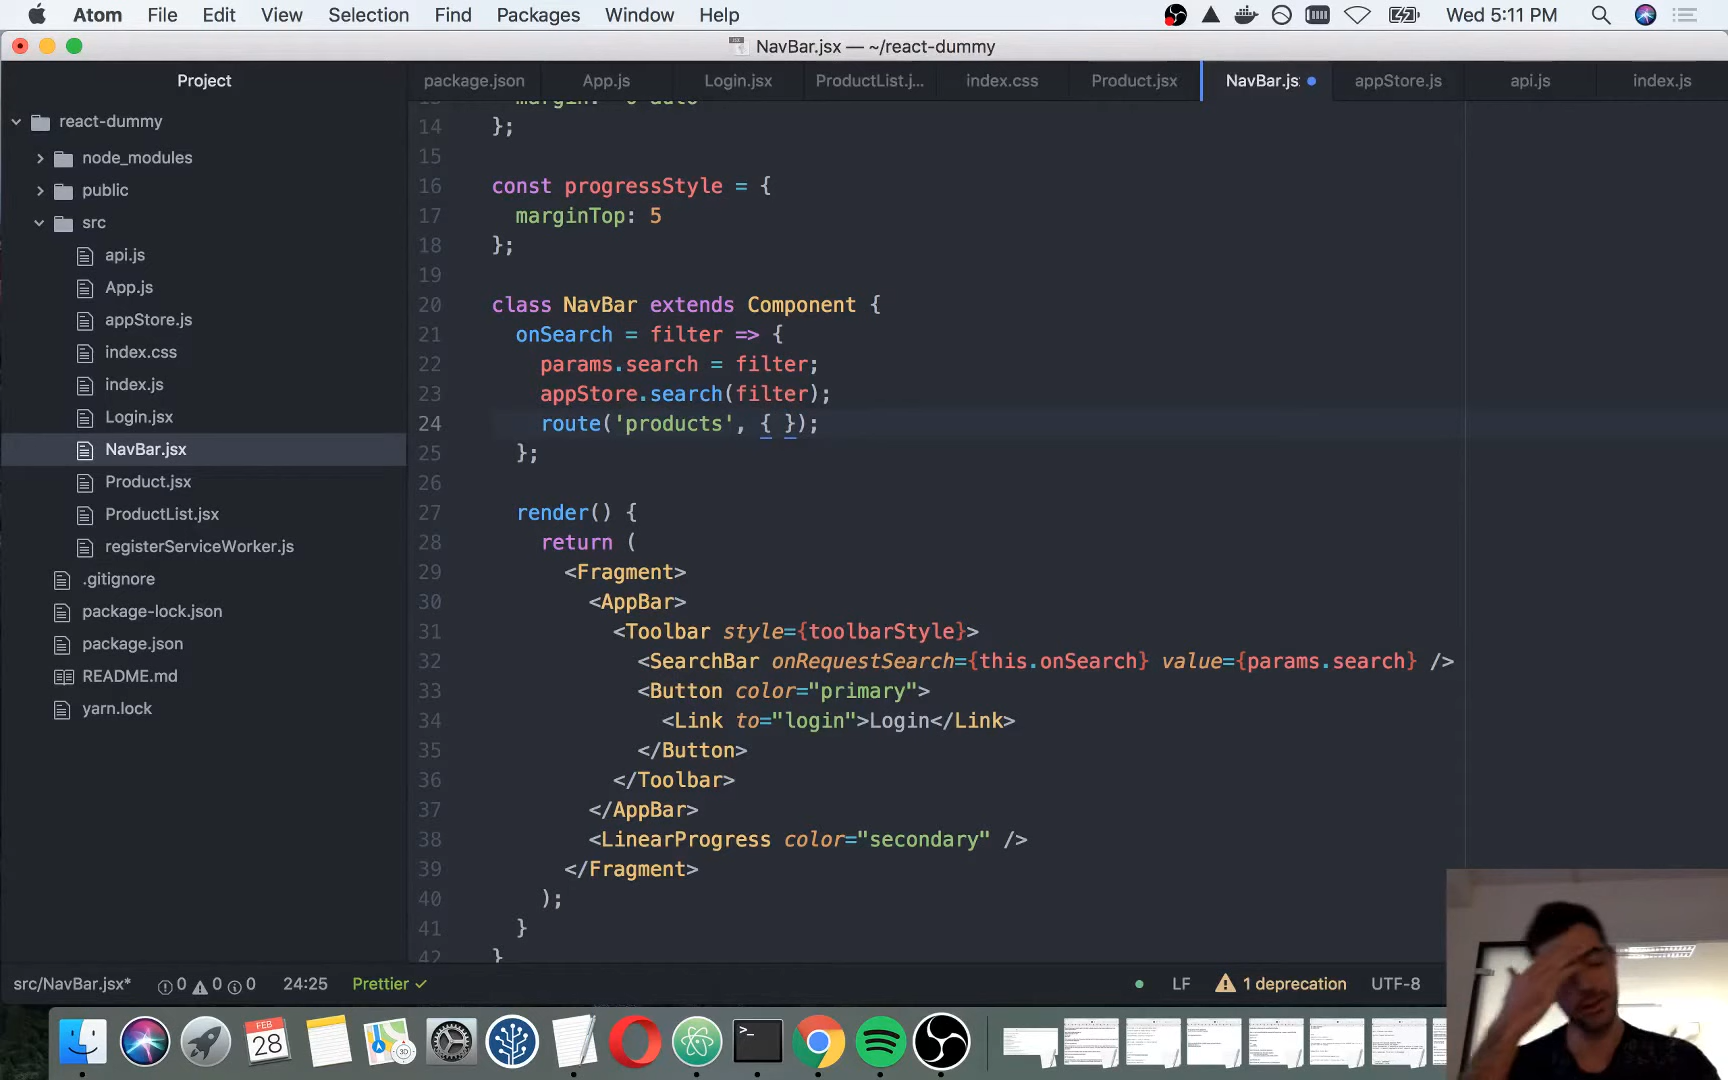 Atom File Edit View Selection Find Packages Window Help Wed 5:11 PM
NavBar.jsx — ~/react-dummy
Project
package.json App.js Login.jsx ProductList.j... index.css Product.jsx NavBar.js appStore.js api.js index.js
react-dummy
node_modules
public
src
api.js
App.js
appStore.js
index.css
index.js
Login.jsx
NavBar.jsx
Product.jsx
ProductList.jsx
registerServiceWorker.js
.gitignore
package-lock.json
package.json
README.md
yarn.lock
14 };
15
16 const progressStyle = {
17 marginTop: 5
18 };
19
20 class NavBar extends Component {
21 onSearch = filter => {
22 params.search = filter;
23 appStore.search(filter);
24 route('products', { });
25 };
26
27 render() {
28 return (
29 <Fragment>
30 <AppBar>
31 <Toolbar style={toolbarStyle}>
32 <SearchBar onRequestSearch={this.onSearch} value={params.search} />
33 <Button color="primary">
34 <Link to="login">Login</Link>
35 </Button>
36 </Toolbar>
37 </AppBar>
38 <LinearProgress color="secondary" />
39 </Fragment>
40 );
41 }
42 }
src/NavBar.jsx* 0 0 0 24:25 Prettier ✓ LF 1 deprecation UTF-8
FEB
28